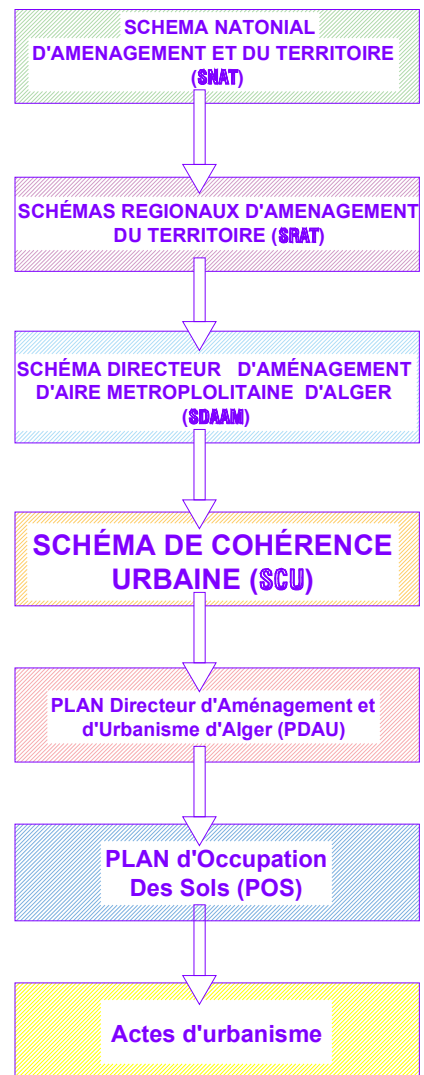 SCHEMA NATONIAL
D'AMENAGEMENT ET DU TERRITOIRE
(SNAT)
SCHÉMAS REGIONAUX D'AMENAGEMENT
DU TERRITOIRE (SRAT)
SCHÉMA DIRECTEUR D'AMÉNAGEMENT
D'AIRE METROPLOLITAINE D'ALGER
(SDAAM)
SCHÉMA DE COHÉRENCE
URBAINE (SCU)
PLAN Directeur d'Aménagement et
d'Urbanisme d'Alger (PDAU)
PLAN d'Occupation
Des Sols (POS)
Actes d'urbanisme